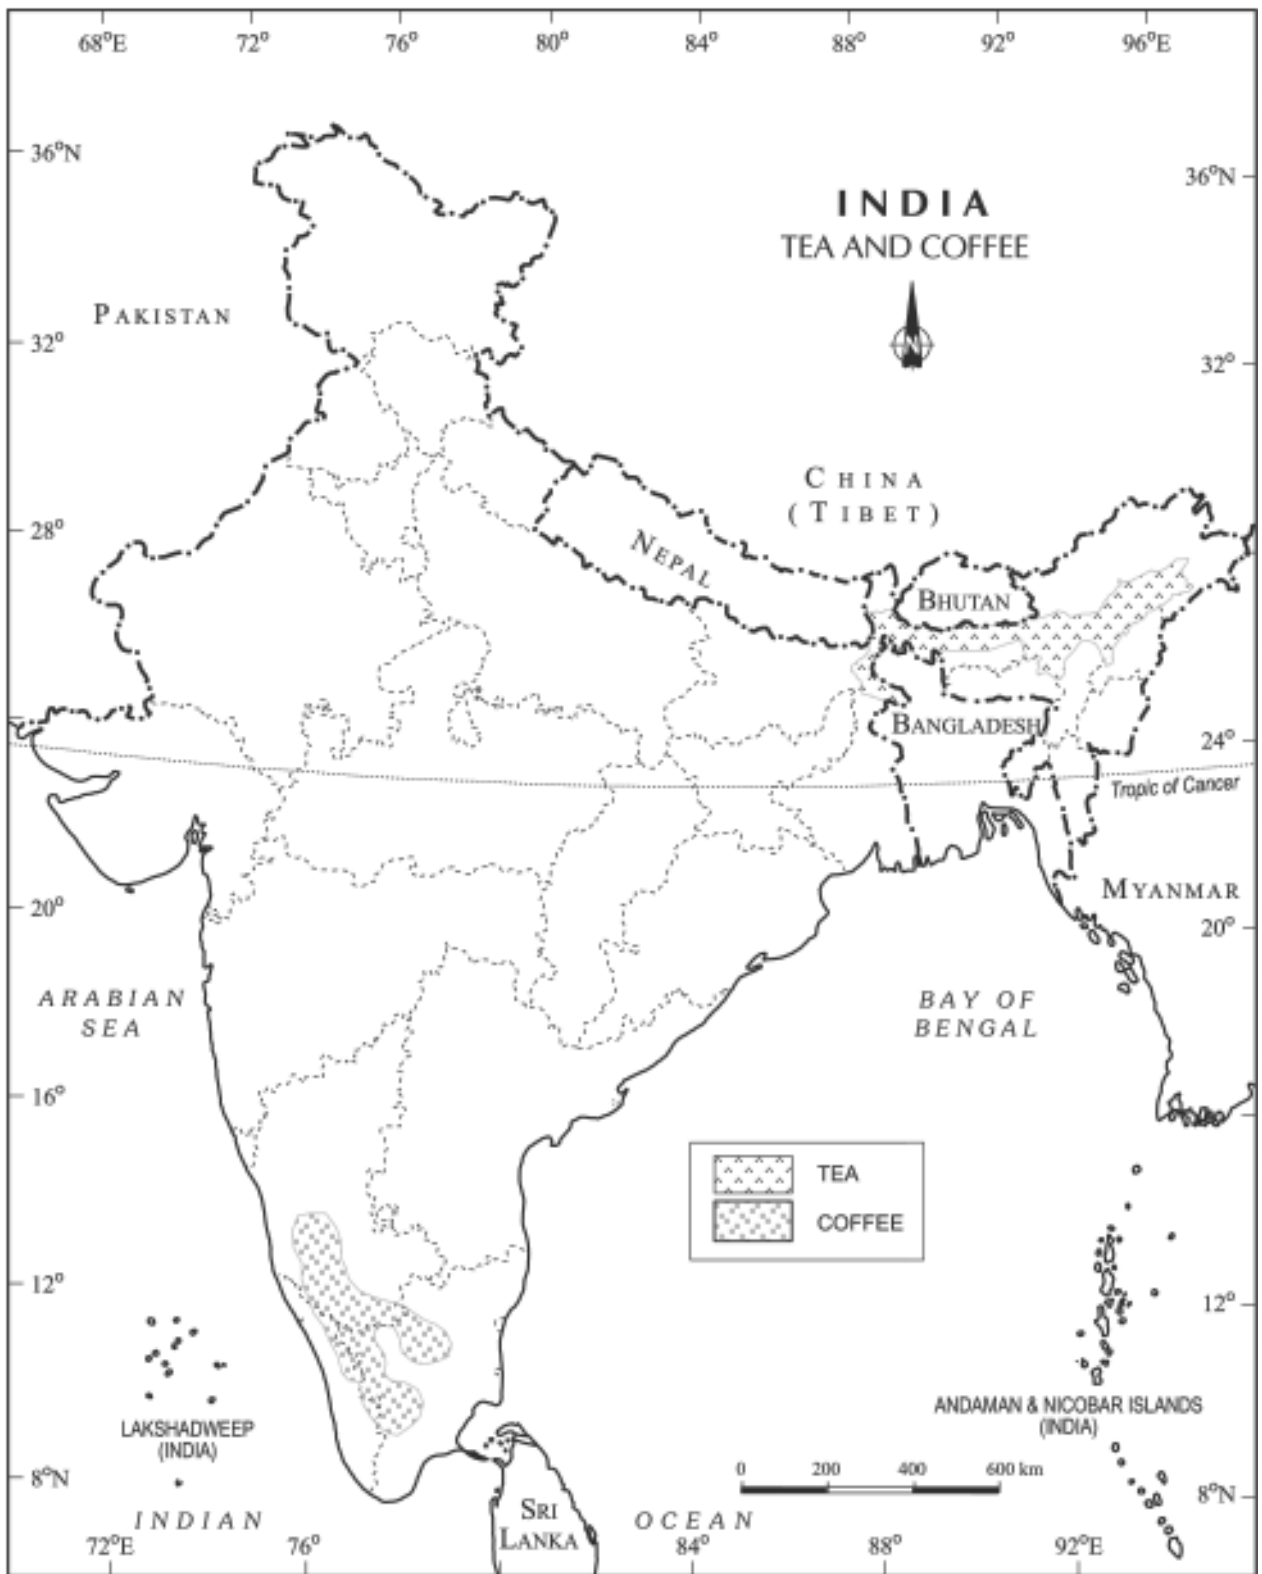 68°E 72° 76° 80° 84° 88° 92° 96°E
36°N
36°N
INDIA
TEA AND COFFEE
PAKISTAN
32°
32°
CHINA
(TIBET)
28°
NEPAL
BHUTAN
BANGLADESH
24°
Tropic of Cancer
MYANMAR
20°
20°
ARABIAN
SEA
BAY OF
BENGAL
16°
TEA
COFFEE
12°
12°
LAKSHADWEEP
(INDIA)
ANDAMAN & NICOBAR ISLANDS
(INDIA)
8°N
0 200 400 600 km
8°N
SRI
LANKA
INDIAN OCEAN
72°E 76° 84° 88° 92°E